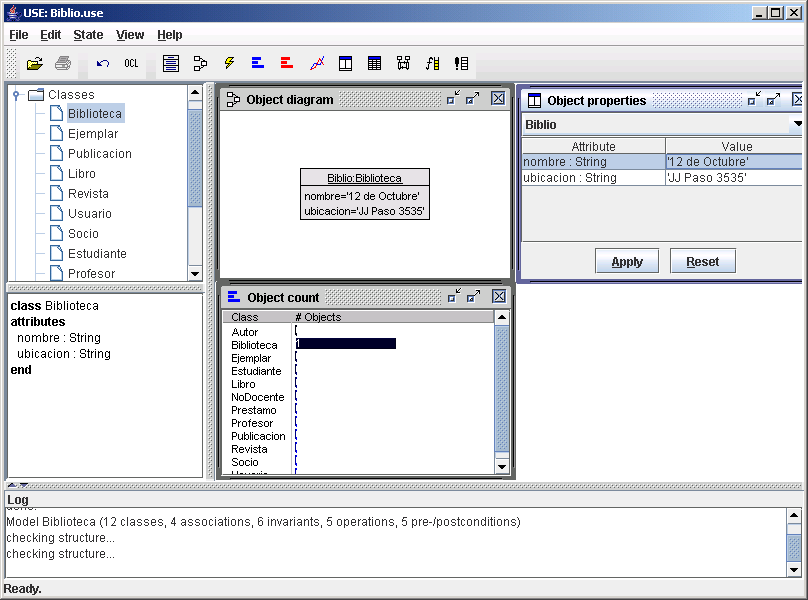 USE: Biblio.use
File Edit State View Help
OCL
Classes
Biblioteca
Ejemplar
Publicacion
Libro
Revista
Usuario
Socio
Estudiante
Profesor
class Biblioteca
attributes
nombre : String
ubicacion : String
end
Object diagram
Biblio:Biblioteca
nombre='12 de Octubre'
ubicacion='JJ Paso 3535'
Object properties
Biblio
Attribute Value
nombre : String '12 de Octubre'
ubicacion : String 'JJ Paso 3535'
Apply Reset
Object count
Class # Objects
Autor
Biblioteca 1
Ejemplar
Estudiante
Libro
NoDocente
Prestamo
Profesor
Publicacion
Revista
Socio
Usuario
Log
done.
Model Biblioteca (12 classes, 4 associations, 6 invariants, 5 operations, 5 pre-/postconditions)
checking structure...
checking structure...
Ready.